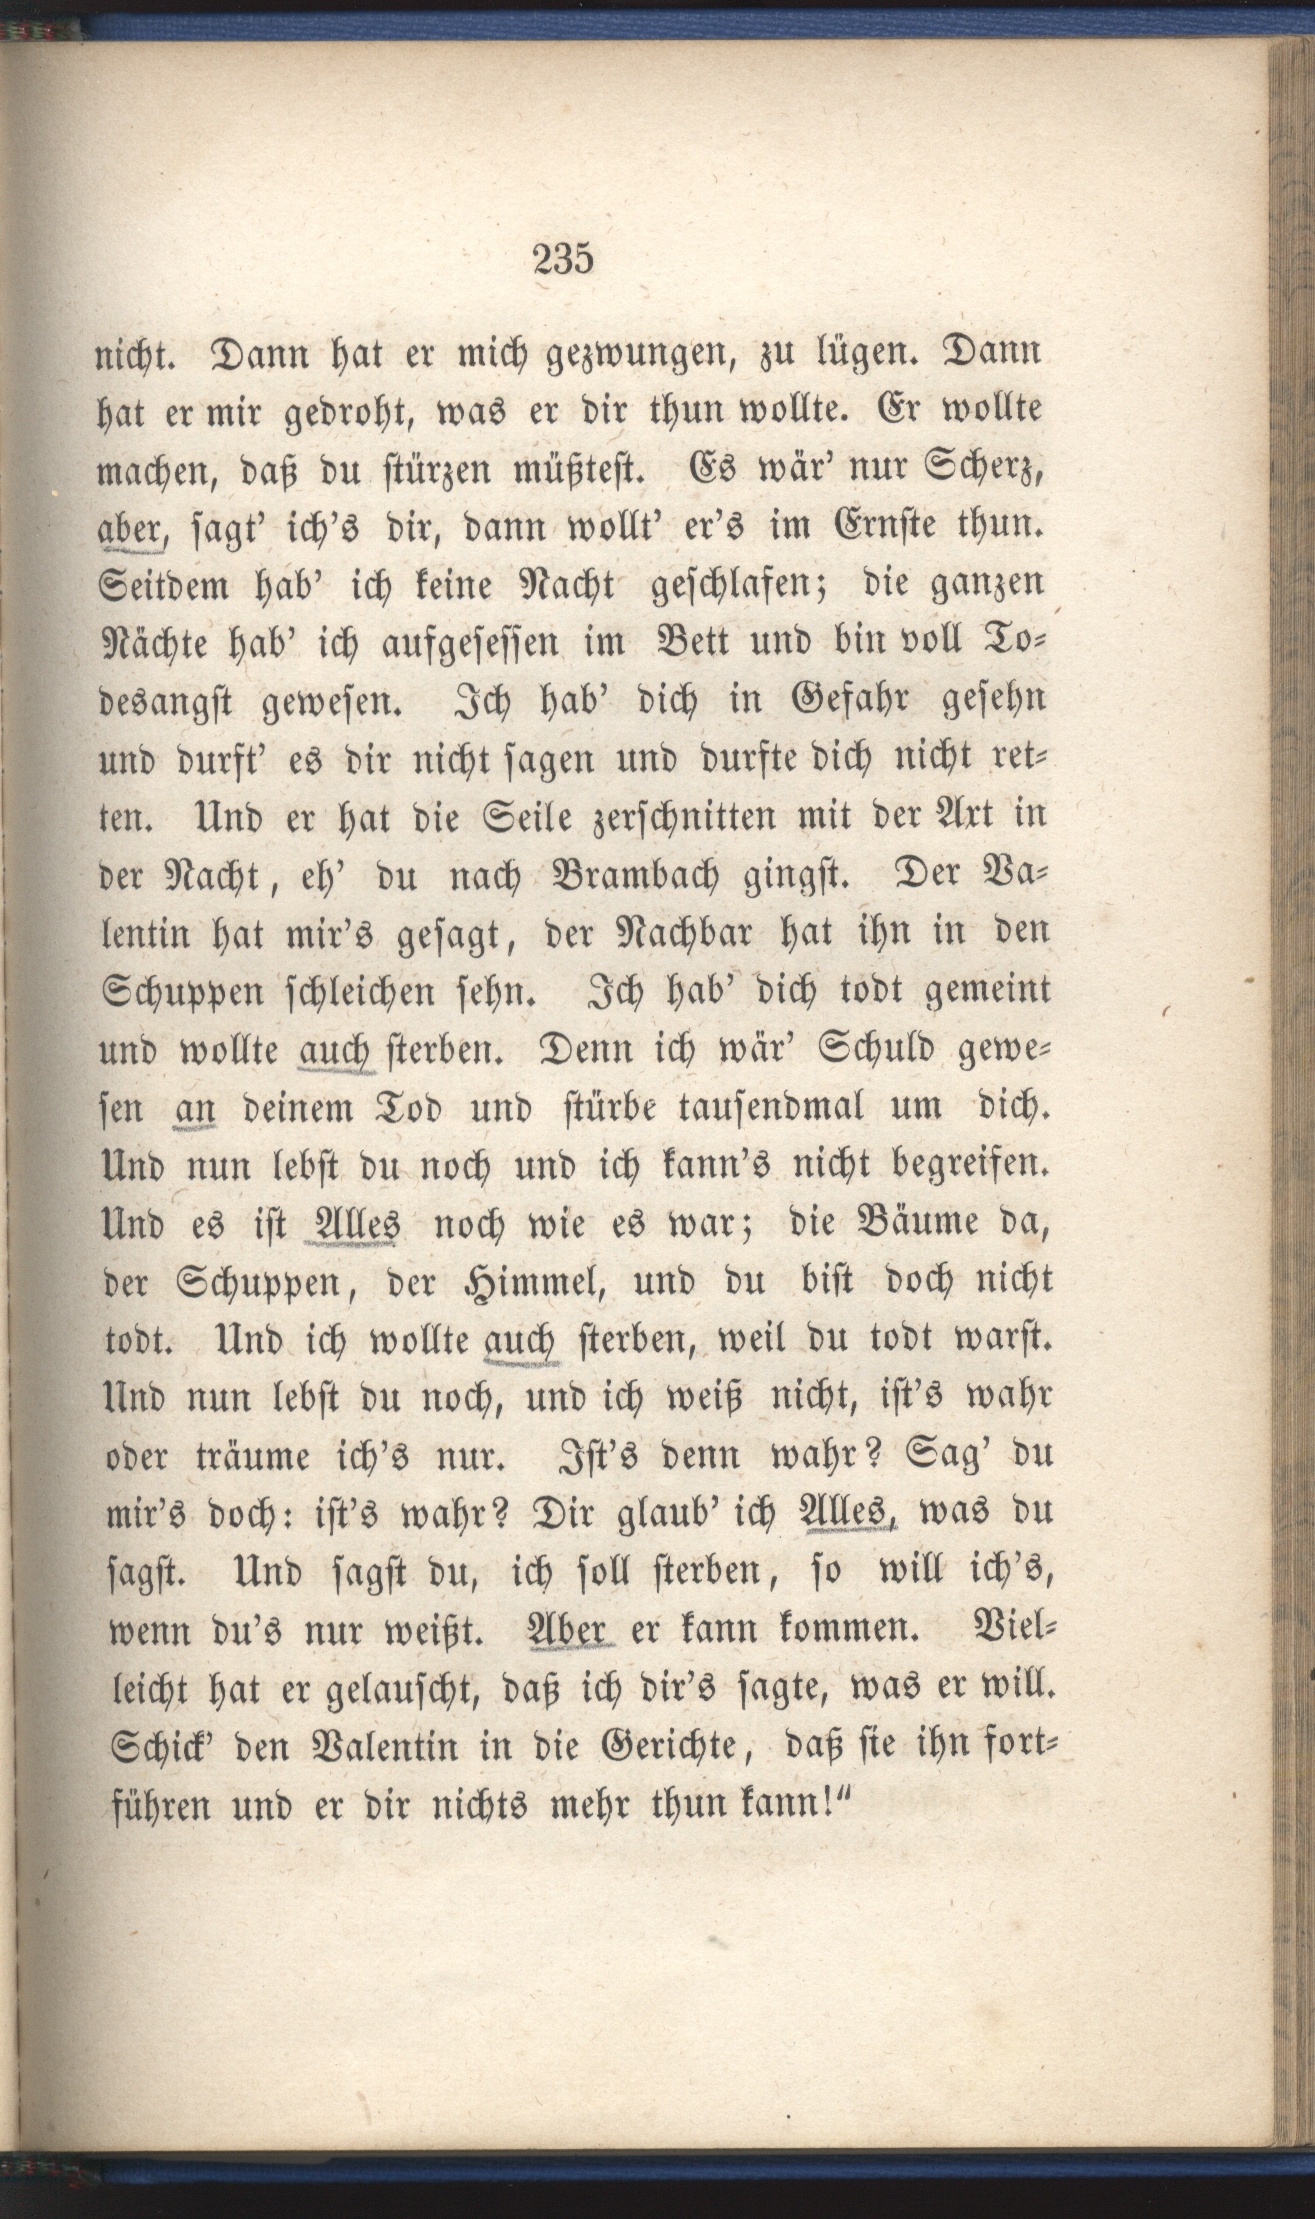 235
nicht. Dann hat er mich gezwungen, zu lügen. Dann
hat er mir gedroht, was er dir thun wollte. Er wollte
machen, daß du stürzen müßtest. Es wär’ nur Scherz,
aber, sagt’ ich’s dir, dann wollt’ er’s im Ernste thun.
Seitdem hab’ ich keine Nacht geschlafen; die ganzen
Nächte hab’ ich aufgesessen im Bett und bin voll To-
desangst gewesen. Ich hab’ dich in Gefahr gesehn
und durft’ es dir nicht sagen und durfte dich nicht ret-
ten. Und er hat die Seile zerschnitten mit der Axt in
der Nacht, eh’ du nach Brambach gingst. Der Va-
lentin hat mir’s gesagt, der Nachbar hat ihn in den
Schuppen schleichen sehn. Ich hab’ dich todt gemeint
und wollte auch sterben. Denn ich wär’ Schuld gewe-
sen an deinem Tod und stürbe tausendmal um dich.
Und nun lebst du noch und ich kann’s nicht begreifen.
Und es ist Alles noch wie es war; die Bäume da,
der Schuppen, der Himmel, und du bist doch nicht
todt. Und ich wollte auch sterben, weil du todt warst.
Und nun lebst du noch, und ich weiß nicht, ist’s wahr
oder träume ich’s nur. Ist’s denn wahr? Sag’ du
mir’s doch: ist’s wahr? Dir glaub’ ich Alles, was du
sagst. Und sagst du, ich soll sterben, so will ich’s,
wenn du’s nur weißt. Aber er kann kommen. Viel-
leicht hat er gelauscht, daß ich dir’s sagte, was er will.
Schick’ den Valentin in die Gerichte, daß sie ihn fort-
führen und er dir nichts mehr thun kann!“